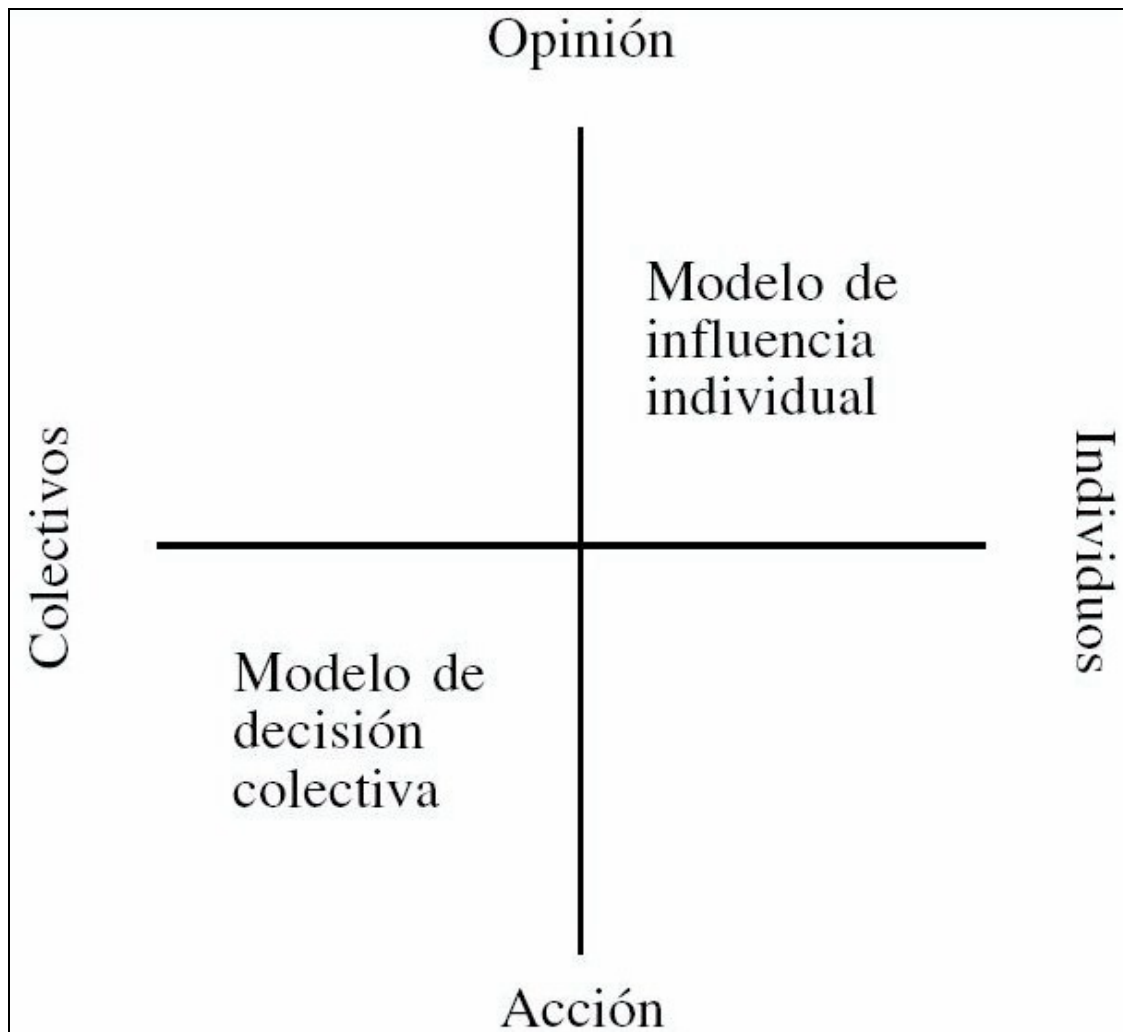 Opinión
Modelo de
influencia
individual
Colectivos
Individuos
Modelo de
decisión
colectiva
Acción